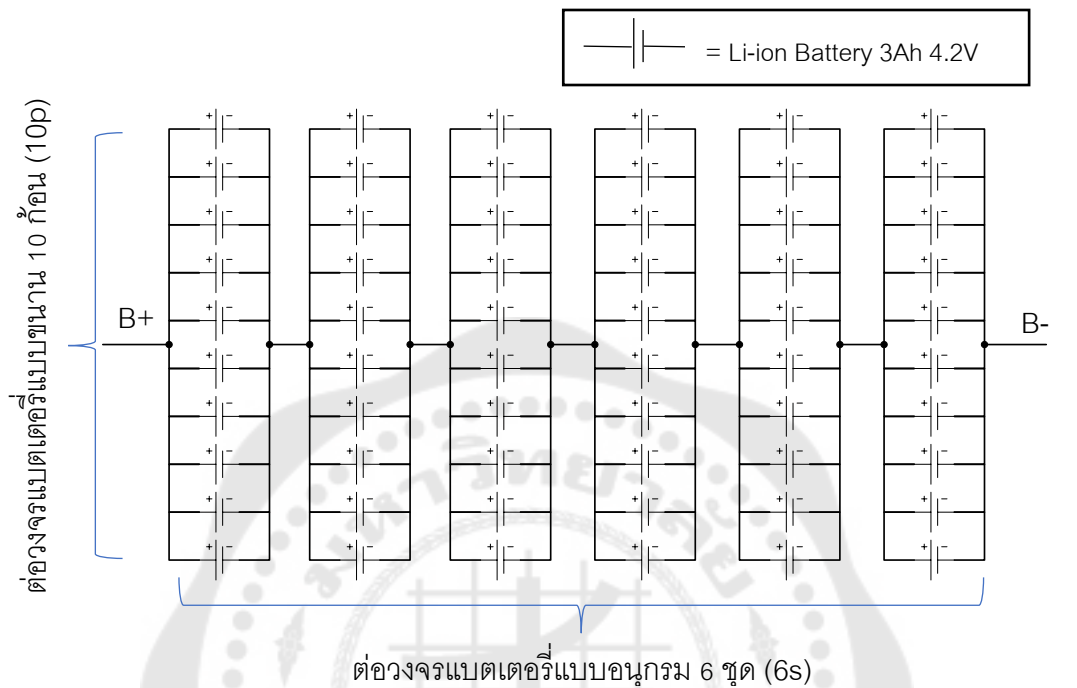 = Li-ion Battery 3Ah 4.2V
ต่อวงจรแบตเตอรี่แบบขนาน 10 ก้อน (10p)
B+
B-
ต่อวงจรแบตเตอรี่แบบอนุกรม 6 ชุด (6s)